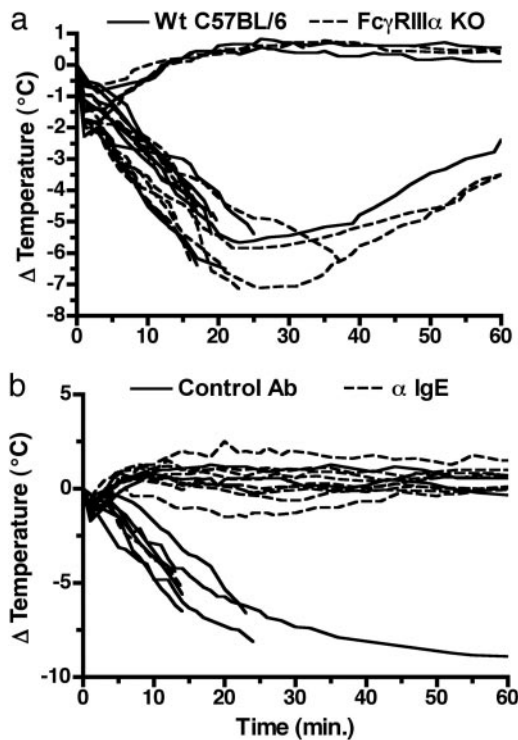 a
Wt C57BL/6 FcγRIIIα KO
1
0
-1
-2
-3
-4
-5
-6
-7
-8
Δ Temperature (°C)
0 10 20 30 40 50 60
b
Control Ab α IgE
5
0
-5
-10
Δ Temperature (°C)
0 10 20 30 40 50 60
Time (min.)